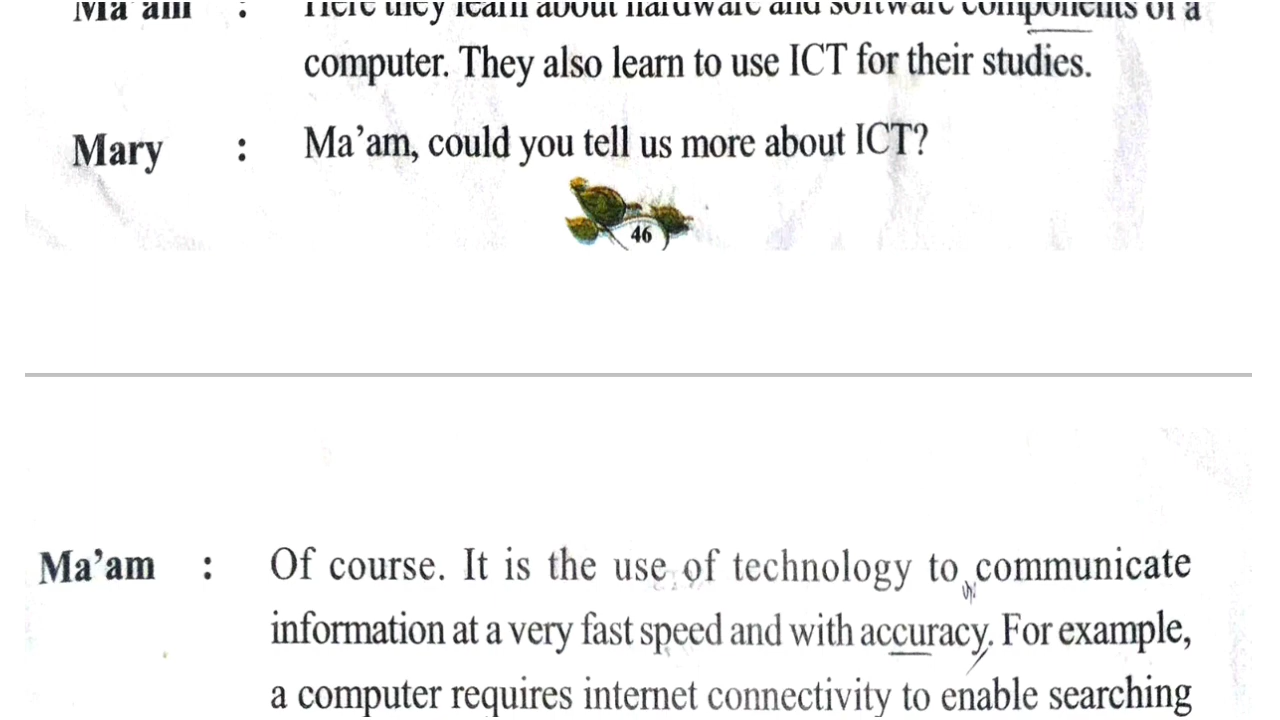 Ma'am : Here they learn about hardware and software components of a
computer. They also learn to use ICT for their studies.
Mary : Ma'am, could you tell us more about ICT?
46
Ma'am : Of course. It is the use of technology to communicate
information at a very fast speed and with accuracy. For example,
a computer requires internet connectivity to enable searching